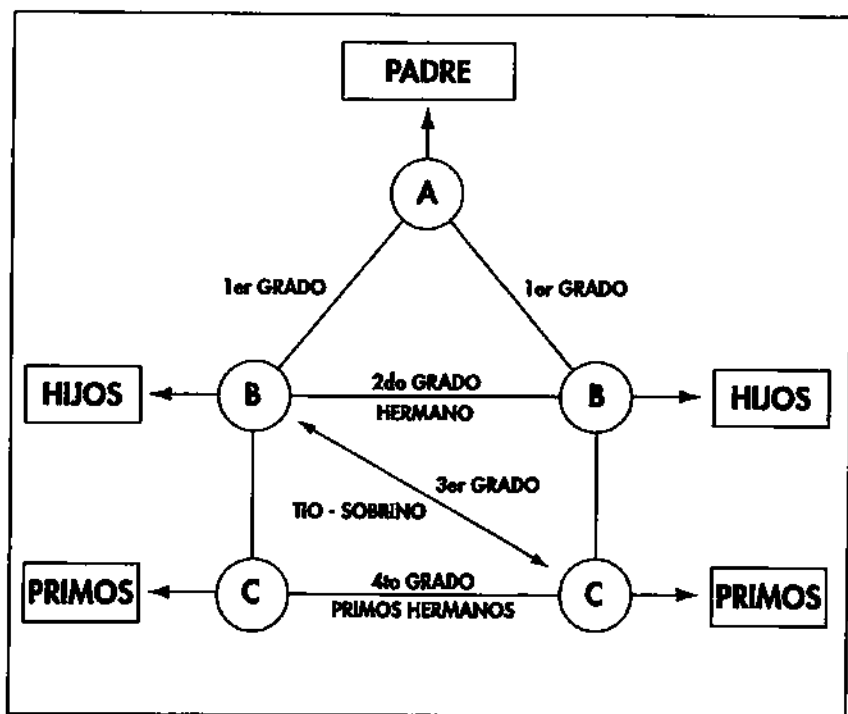 PADRE
A
1er GRADO
1er GRADO
HIJOS
B
2do GRADO
HERMANO
B
HIJOS
3er GRADO
TIO - SOBRINO
PRIMOS
C
4to GRADO
PRIMOS HERMANOS
C
PRIMOS